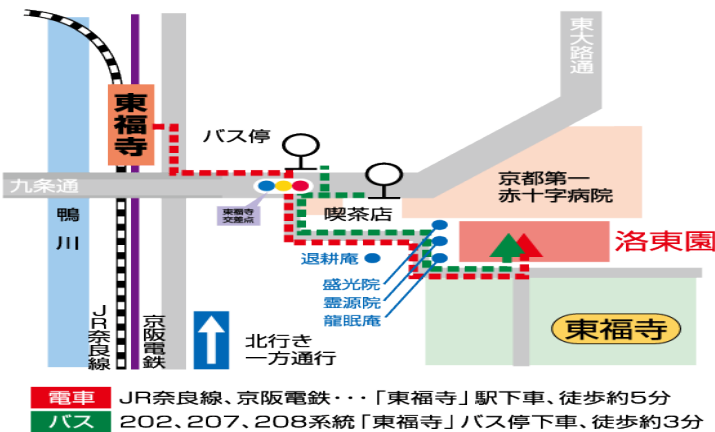 東大路通
東福寺
バス停
九条通
東福寺
交差点
喫茶店
京都第一
赤十字病院
鴨川
退耕庵
洛東園
盛光院
霊源院
龍眠庵
JR奈良線
京阪電鉄
北行き
一方通行
東福寺
電車 JR奈良線、京阪電鉄・・・「東福寺」駅下車、徒歩約5分
バス 202、207、208系統「東福寺」バス停下車、徒歩約3分